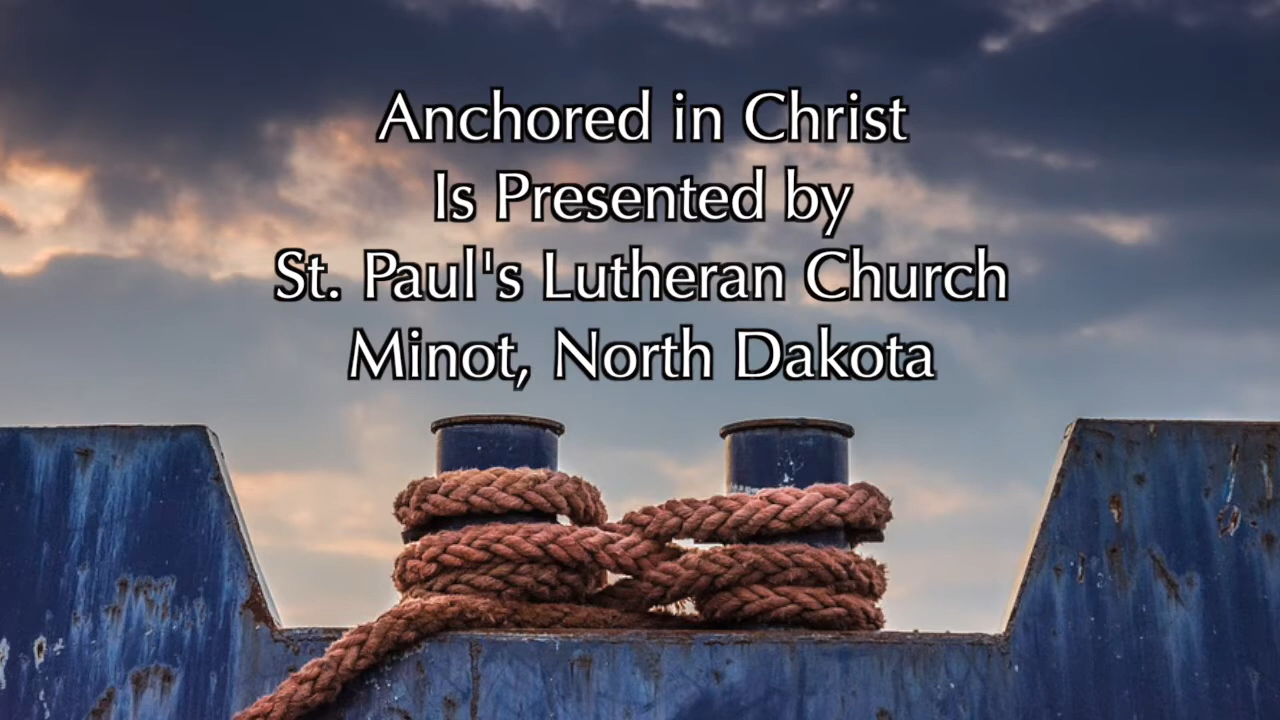 Anchored in Christ
Is Presented by
St. Paul's Lutheran Church
Minot, North Dakota